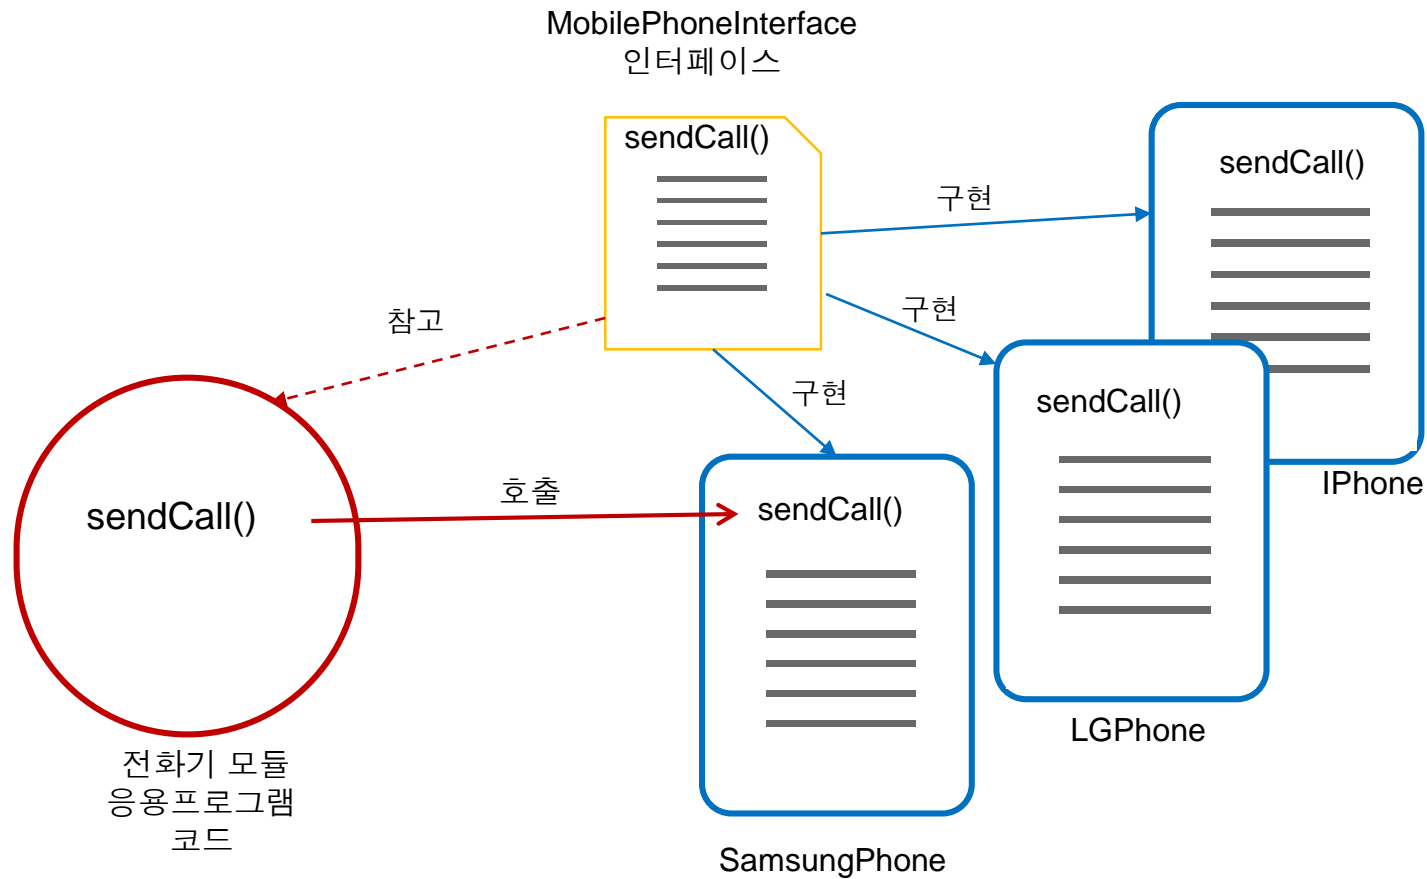 MobilePhoneInterface
인터페이스
sendCall()
sendCall()
구현
구현
참고
구현
sendCall()
IPhone
호출
sendCall()
sendCall()
LGPhone
전화기 모듈
응용프로그램
코드
SamsungPhone